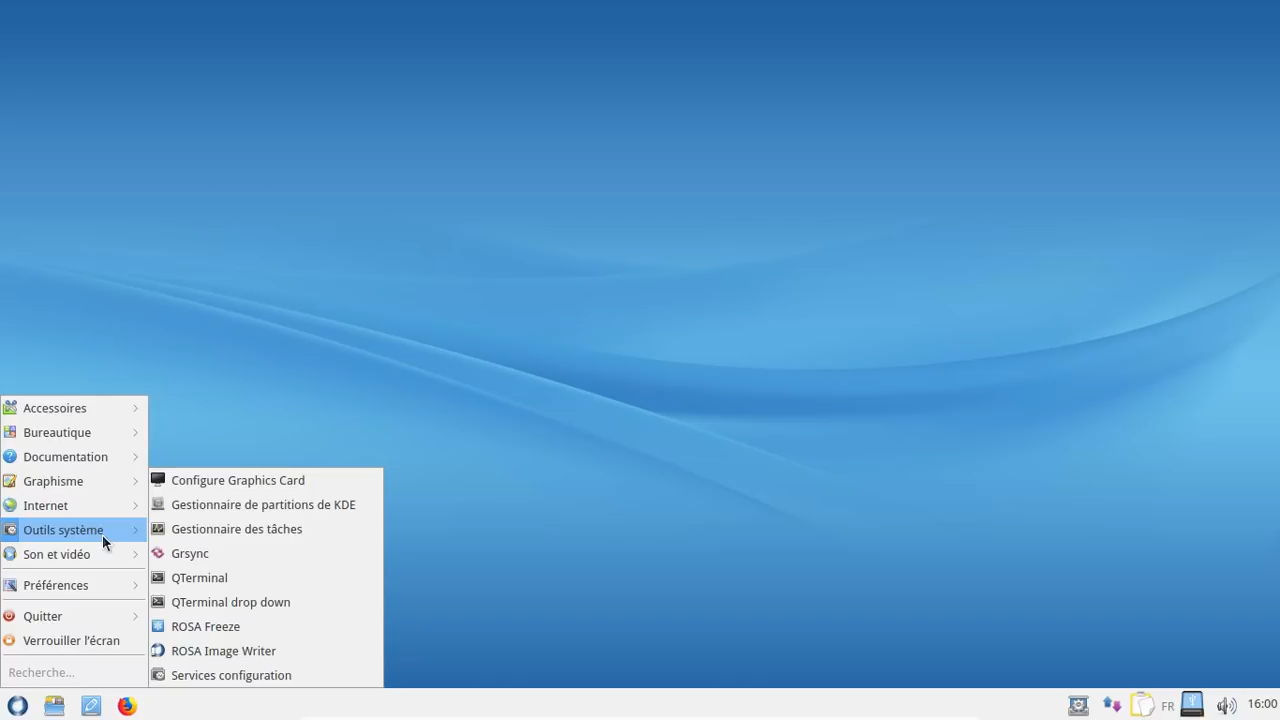 Accessoires
Bureautique
Documentation
Graphisme
Internet
Outils système
Son et vidéo
Préférences
Quitter
Verrouiller l'écran
Recherche...
Configure Graphics Card
Gestionnaire de partitions de KDE
Gestionnaire des tâches
Grsync
QTerminal
QTerminal drop down
ROSA Freeze
ROSA Image Writer
Services configuration
FR
16:00